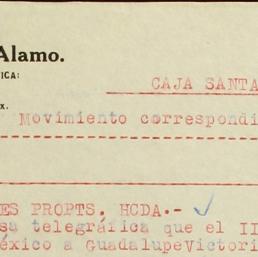 Alamo.
ICA:
CAJA SANTA
x.
Movimiento correspondi
ES PROPTS. HCDA.-
sa telegráfica que el II
éxico a GuadalupeVictori